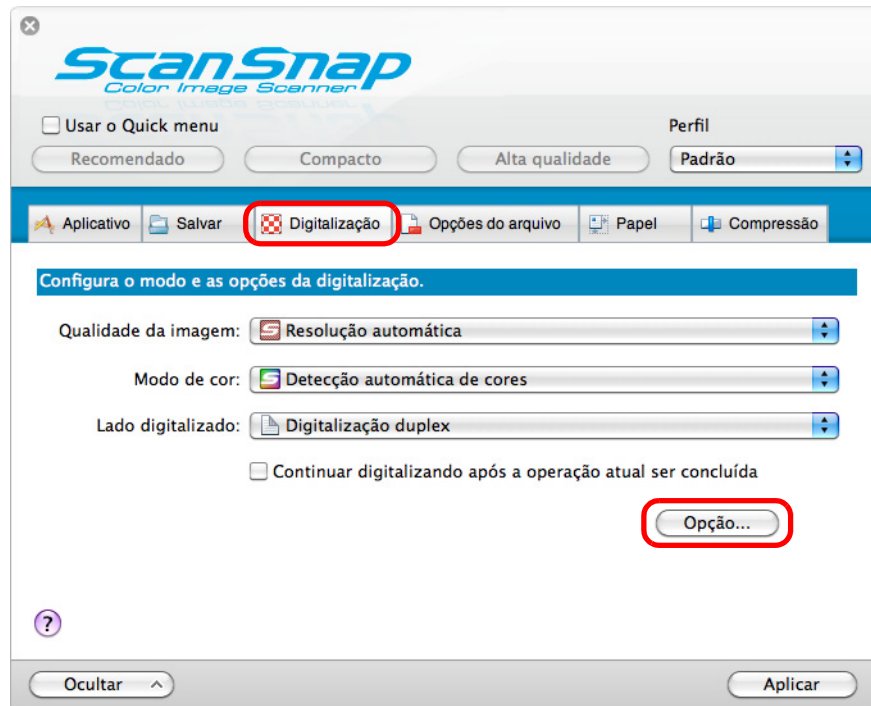 ScanSnap
Color Image Scanner
Usar o Quick menu
Perfil
Recomendado
Compacto
Alta qualidade
Padrão
Aplicativo
Salvar
Digitalização
Opções do arquivo
Papel
Compressão
Configura o modo e as opções da digitalização.
Qualidade da imagem: Resolução automática
Modo de cor: Detecção automática de cores
Lado digitalizado: Digitalização duplex
Continuar digitalizando após a operação atual ser concluída
Opção...
?
Ocultar
Aplicar